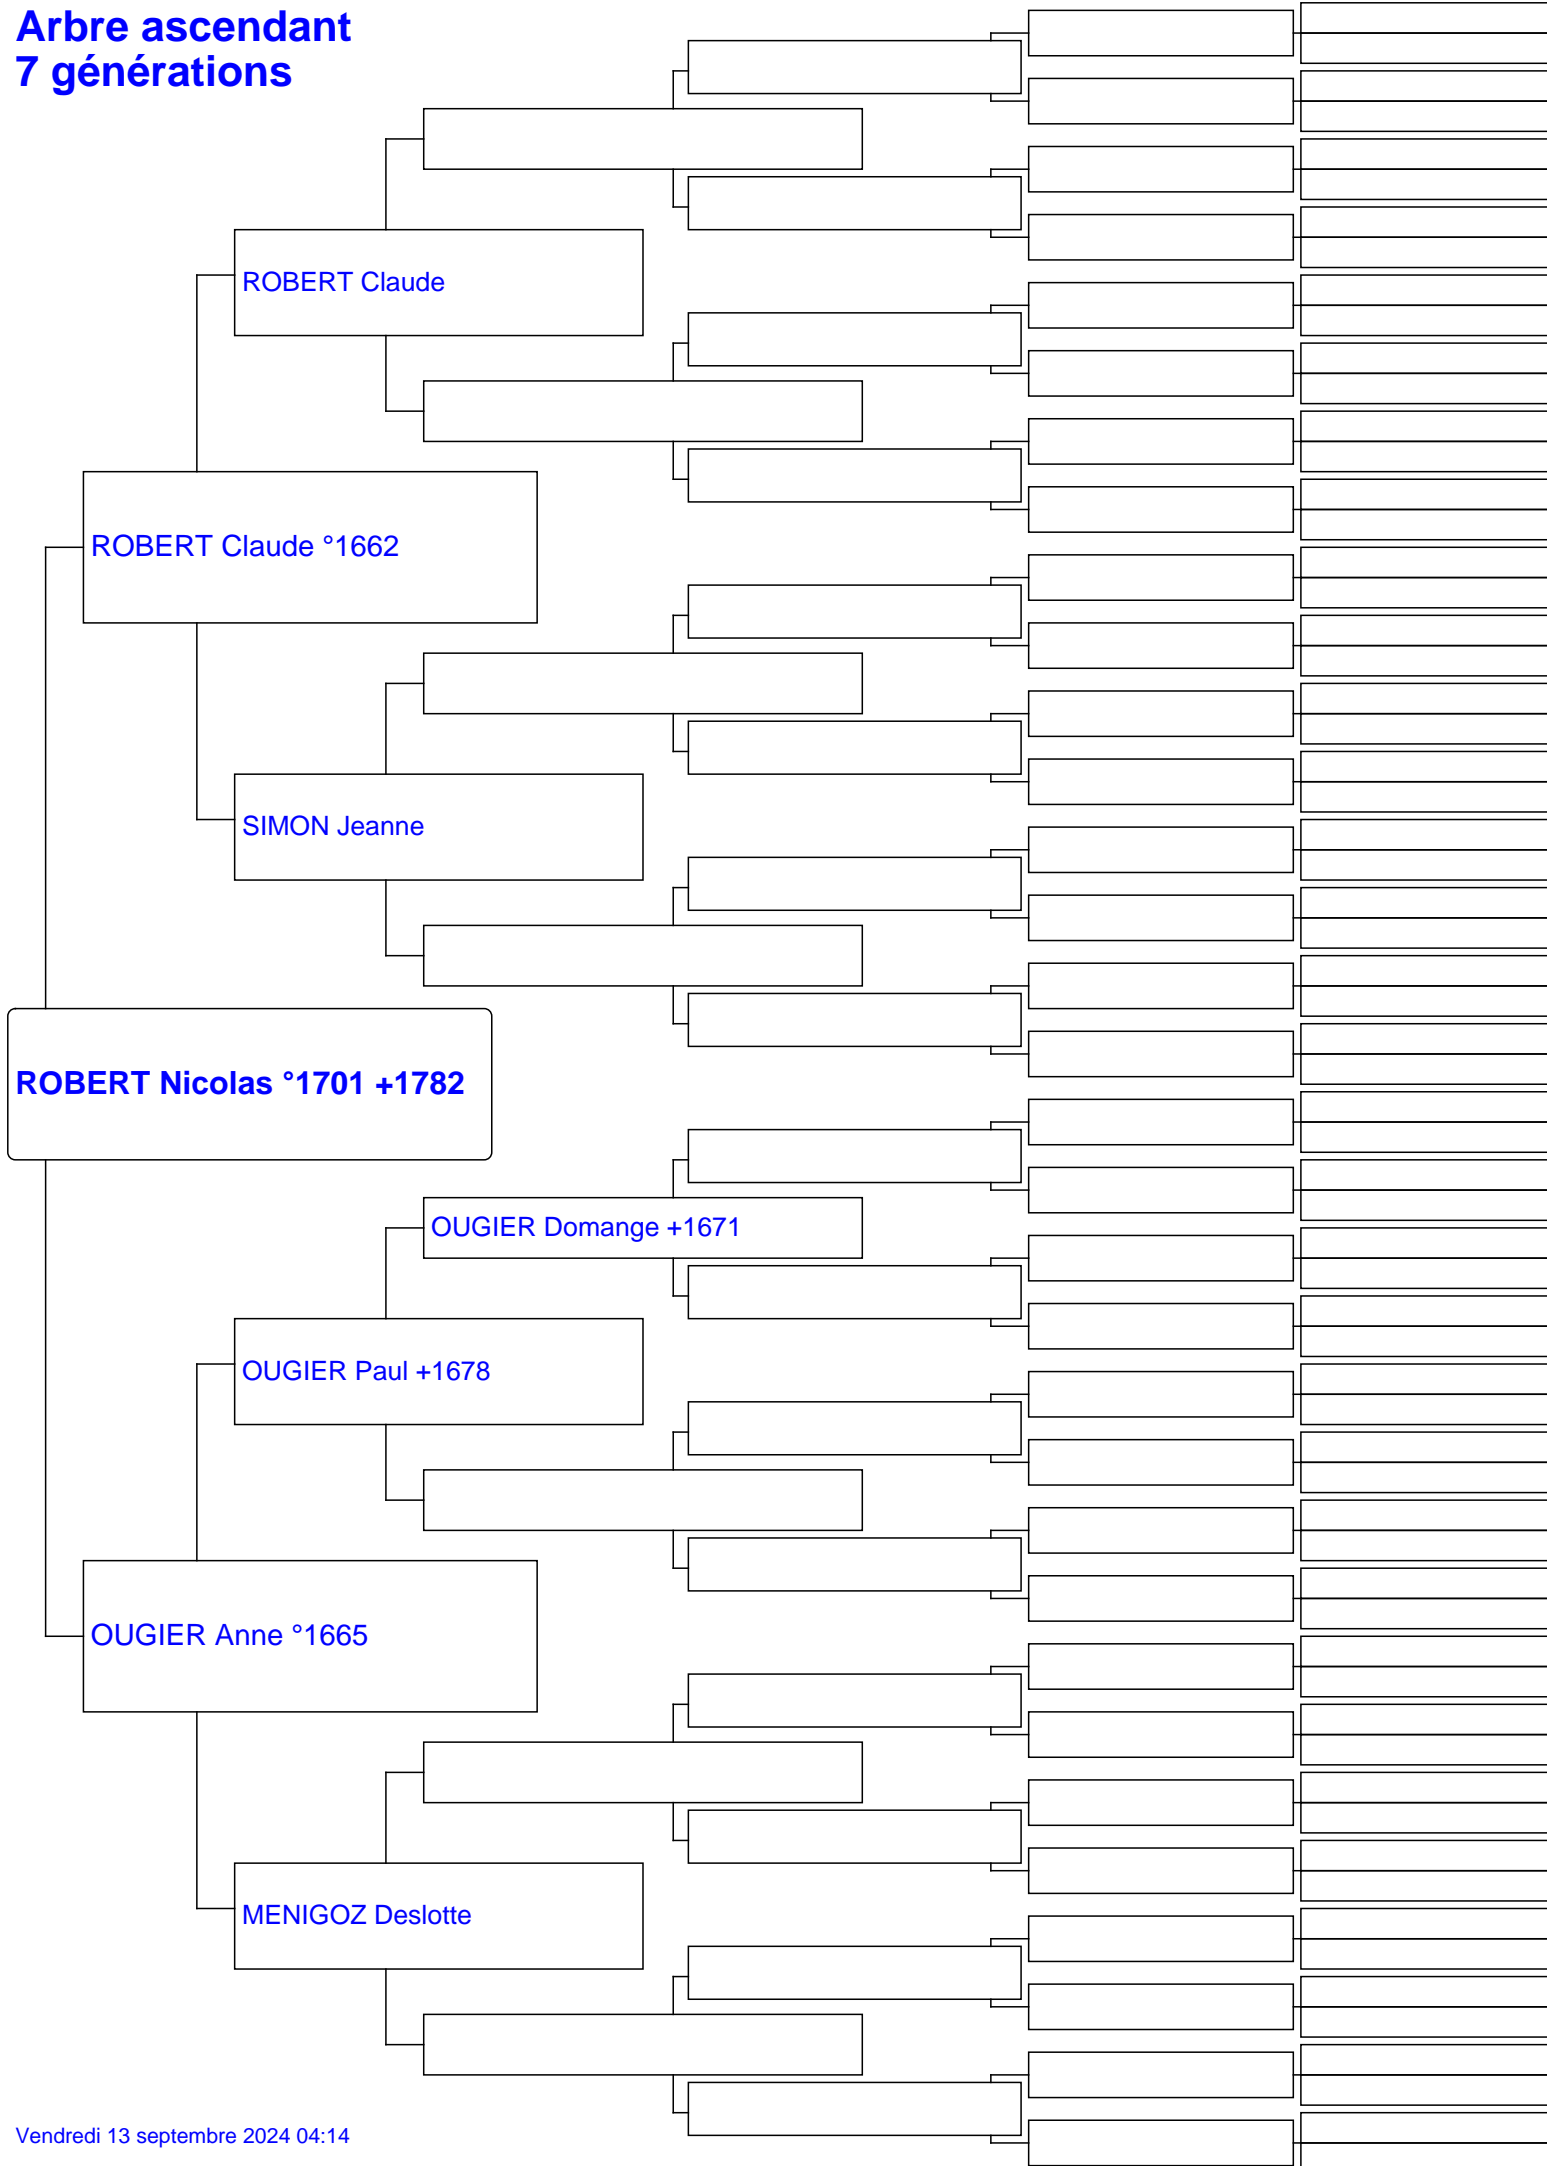 Arbre ascendant
7 générations
ROBERT Claude
ROBERT Claude °1662
SIMON Jeanne
ROBERT Nicolas °1701 +1782
OUGIER Domange +1671
OUGIER Paul +1678
OUGIER Anne °1665
MENIGOZ Deslotte
Vendredi 13 septembre 2024 04:14